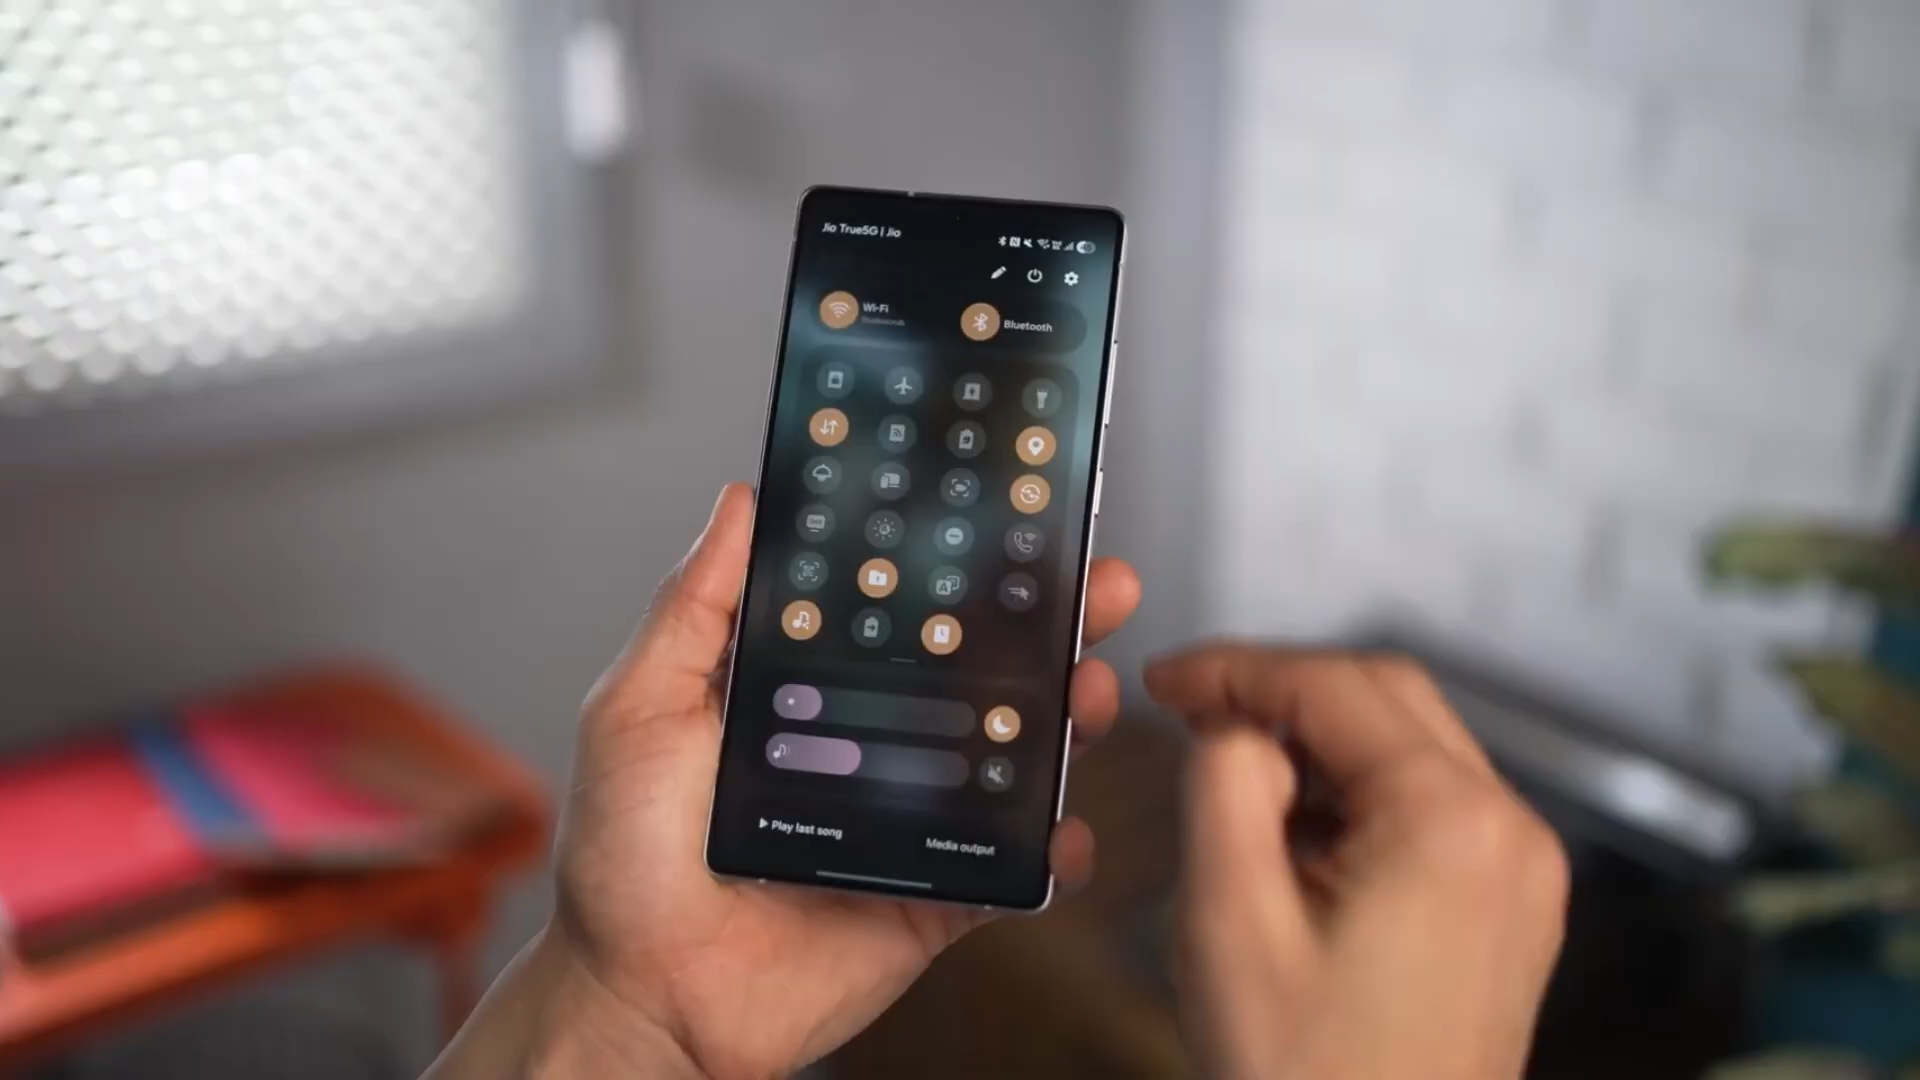 Jio True5G | Jio
Wi-Fi
Bluetooth
Play last song
Media output